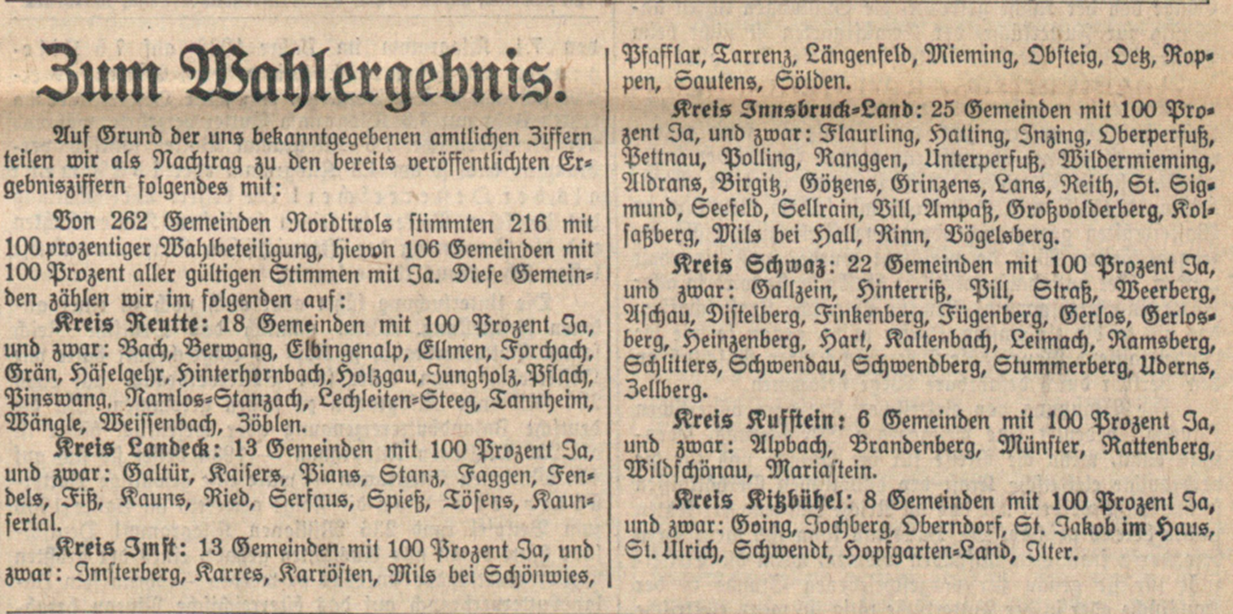 Zum Wahlergebnis.
Auf Grund der uns bekanntgegebenen amtlichen Ziffern
teilen wir als Nachtrag zu den bereits veröffentlichten Er-
gebnisziffern folgendes mit:
Von 262 Gemeinden Nordtirols stimmten 216 mit
100prozentiger Wahlbeteiligung, hievon 106 Gemeinden mit
100 Prozent aller gültigen Stimmen mit Ja. Diese Gemein-
den zählen wir im folgenden auf:
Kreis Reutte: 18 Gemeinden mit 100 Prozent Ja,
und zwar: Bach, Berwang, Elbingenalp, Ellmen, Forchach,
Grän, Häselgehr, Hinterhornbach, Holzgau, Jungholz, Pflach,
Pinswang, Namlos-Stanzach, Lechleiten-Steeg, Tannheim,
Wängle, Weissenbach, Zöblen.
Kreis Landeck: 13 Gemeinden mit 100 Prozent Ja,
und zwar: Galtür, Kaisers, Pians, Stanz, Faggen, Fen-
dels, Fiß, Kauns, Ried, Serfaus, Spieß, Tösens, Kaun-
sertal.
Kreis Imst: 13 Gemeinden mit 100 Prozent Ja, und
zwar: Imsterberg, Karres, Karrösten, Mils bei Schönwies,
Pfafflar, Tarrenz, Längenfeld, Mieming, Obsteig, Oetz, Rop-
pen, Sautens, Sölden.
Kreis Innsbruck-Land: 25 Gemeinden mit 100 Pro-
zent Ja, und zwar: Flaurling, Hatting, Inzing, Oberperfuß,
Pettnau, Polling, Ranggen, Unterperfuß, Wildermieming,
Aldrans, Birgitz, Götzens, Grinzens, Lans, Reith, St. Sig-
mund, Seefeld, Sellrain, Vill, Ampaß, Großvolderberg, Kol-
saßberg, Mils bei Hall, Rinn, Vögelsberg.
Kreis Schwaz: 22 Gemeinden mit 100 Prozent Ja,
und zwar: Gallzein, Hinterriß, Pill, Straß, Weerberg,
Aschau, Distelberg, Finkenberg, Fügenberg, Gerlos, Gerlos-
berg, Heinzenberg, Hart, Kaltenbach, Leimach, Ramsberg,
Schlitters, Schwendau, Schwendberg, Stummerberg, Uderns,
Zellberg.
Kreis Kufstein: 6 Gemeinden mit 100 Prozent Ja,
und zwar: Alpbach, Brandenberg, Münster, Rattenberg,
Wildschönau, Mariastein.
Kreis Kitzbühel: 8 Gemeinden mit 100 Prozent Ja,
und zwar: Going, Jochberg, Oberndorf, St. Jakob im Haus,
St. Ulrich, Schwendt, Hopfgarten-Land, Itter.